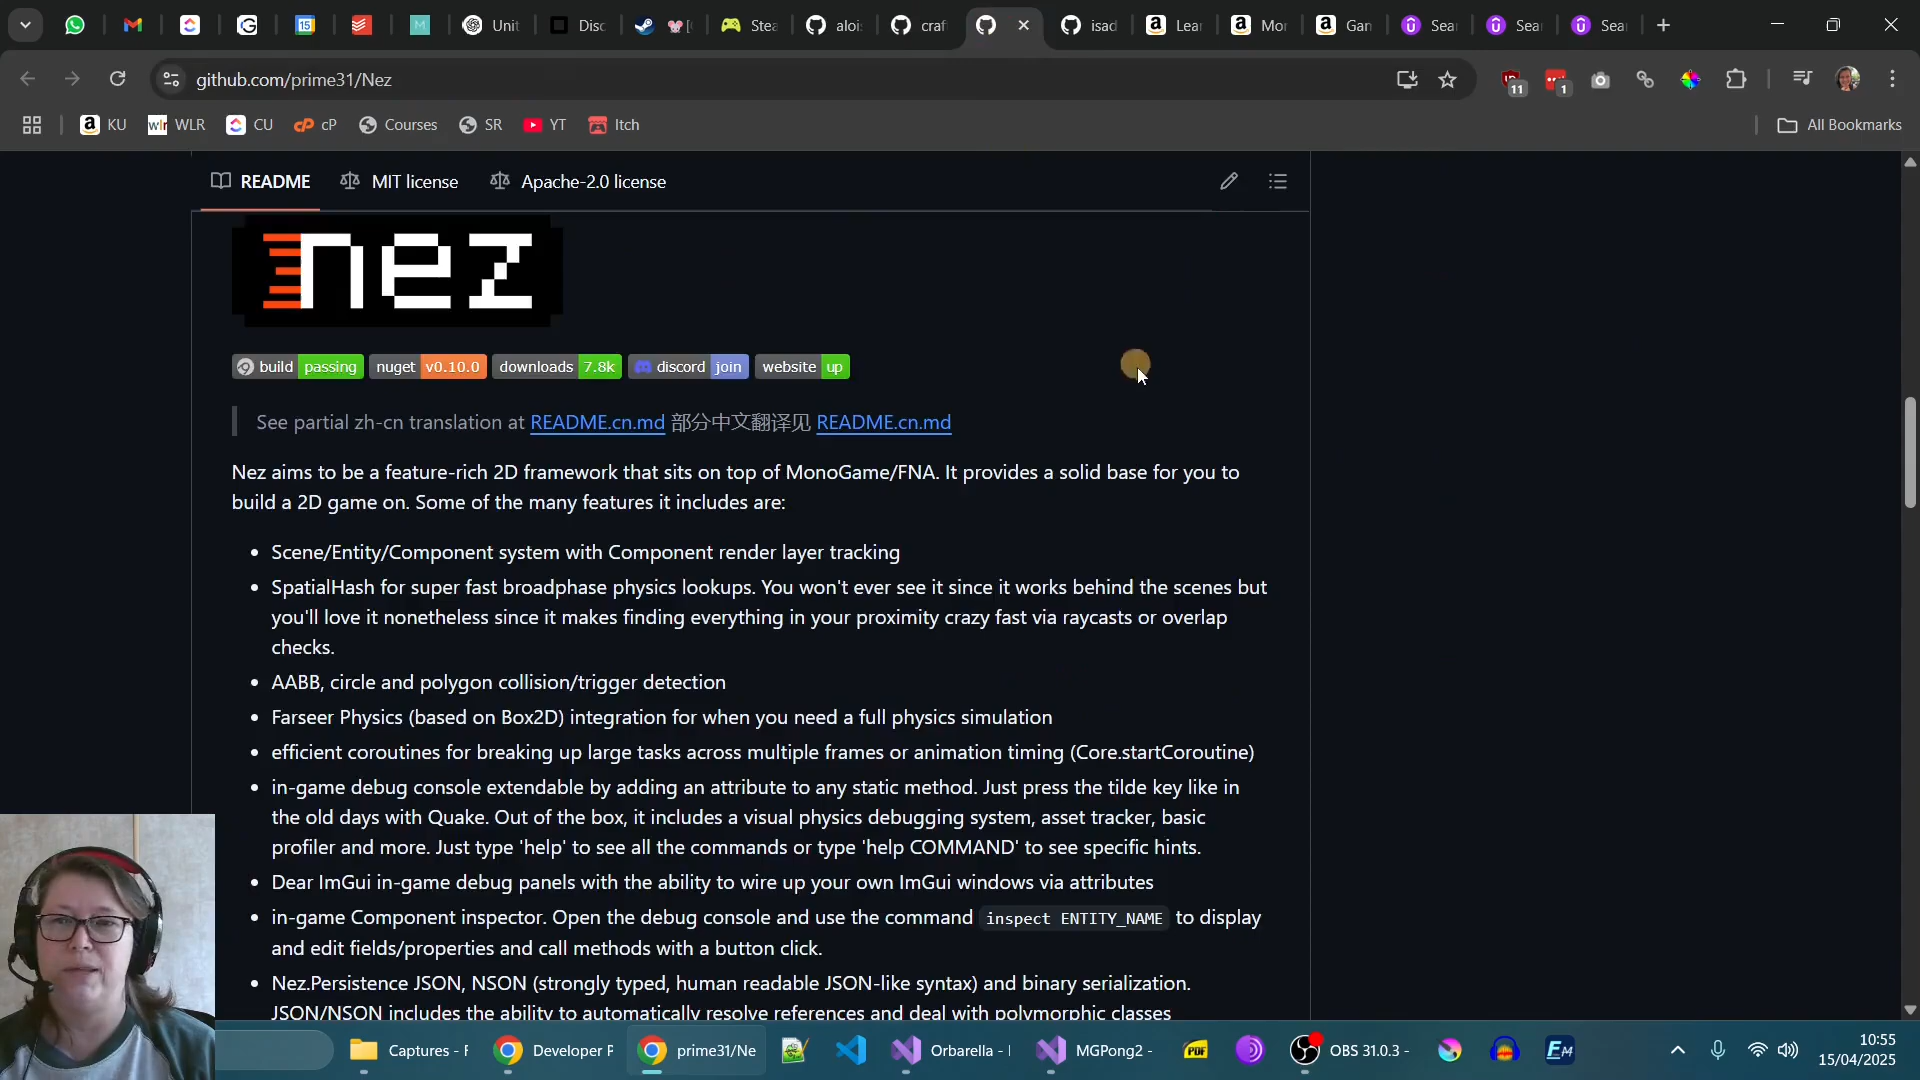 Unit
Disc
[
Stea
alois
craf
isad
Lear
Mor
Gan
Sear
Sear
Sear
github.com/prime31/Nez
11
1
KU
WLR
CU
cP
Courses
SR
YT
Itch
All Bookmarks
README
MIT license
Apache-2.0 license
nez
build passing
nuget v0.10.0
downloads 7.8k
discord join
website up
See partial zh-cn translation at README.cn.md 部分中文翻译见 README.cn.md
Nez aims to be a feature-rich 2D framework that sits on top of MonoGame/FNA. It provides a solid base for you to
build a 2D game on. Some of the many features it includes are:
• Scene/Entity/Component system with Component render layer tracking
• SpatialHash for super fast broadphase physics lookups. You won't ever see it since it works behind the scenes but
you'll love it nonetheless since it makes finding everything in your proximity crazy fast via raycasts or overlap
checks.
• AABB, circle and polygon collision/trigger detection
• Farseer Physics (based on Box2D) integration for when you need a full physics simulation
• efficient coroutines for breaking up large tasks across multiple frames or animation timing (Core.startCoroutine)
• in-game debug console extendable by adding an attribute to any static method. Just press the tilde key like in
the old days with Quake. Out of the box, it includes a visual physics debugging system, asset tracker, basic
profiler and more. Just type 'help' to see all the commands or type 'help COMMAND' to see specific hints.
• Dear ImGui in-game debug panels with the ability to wire up your own ImGui windows via attributes
• in-game Component inspector. Open the debug console and use the command inspect ENTITY_NAME to display
and edit fields/properties and call methods with a button click.
• Nez.Persistence JSON, NSON (strongly typed, human readable JSON-like syntax) and binary serialization.
JSON/NSON includes the ability to automatically resolve references and deal with polymorphic classes
Captures - F
Developer P
prime31/Ne
Orbarella -
MGPong2 -
PDF
OBS 31.0.3 -
10:55
15/04/2025